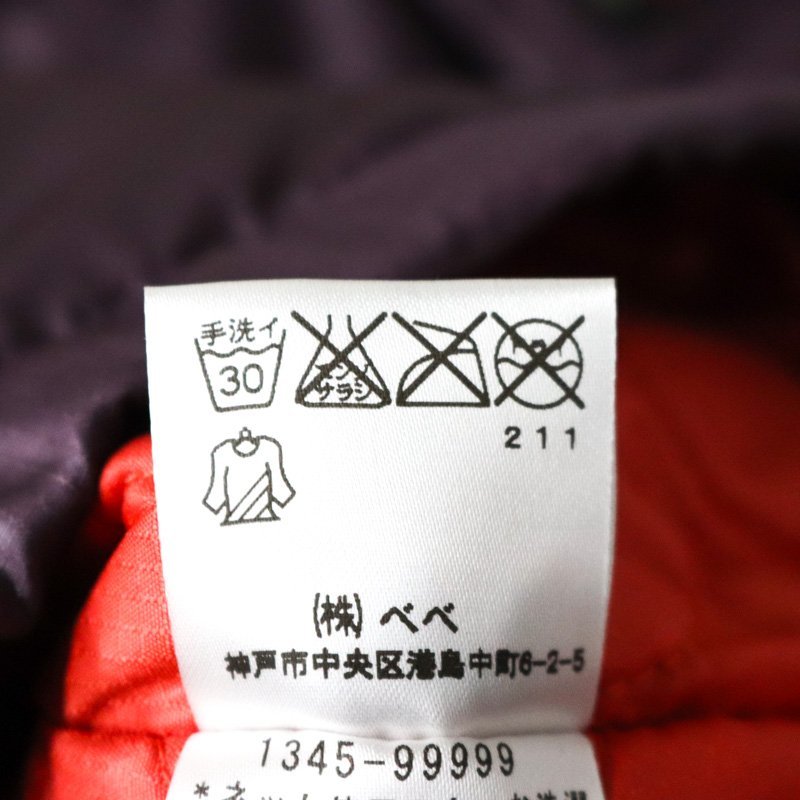 手洗イ
30
エンソ
サラシ
211
(株)ベベ
神戸市中央区港島中町6-2-5
1345-99999